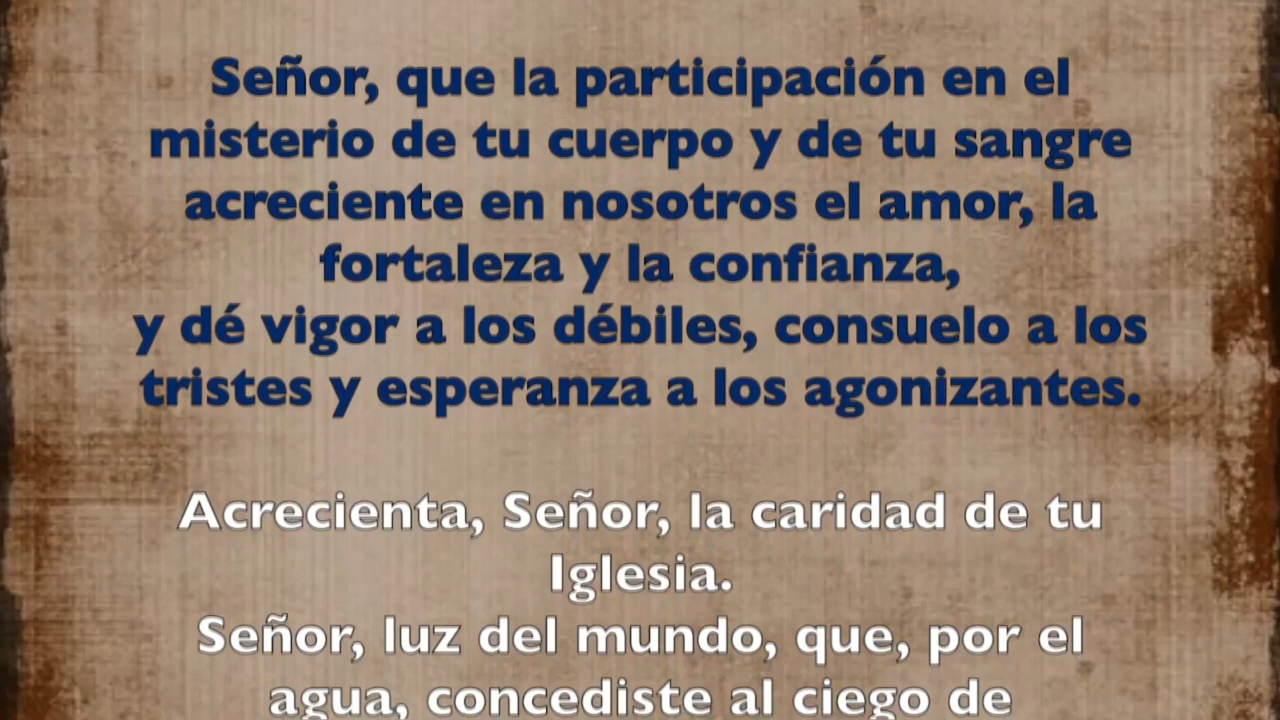 Señor, que la participación en el
misterio de tu cuerpo y de tu sangre
acreciente en nosotros el amor, la
fortaleza y la confianza,
y dé vigor a los débiles, consuelo a los
tristes y esperanza a los agonizantes.
Acrecienta, Señor, la caridad de tu
Iglesia.
Señor, luz del mundo, que, por el
agua, concediste al ciego de